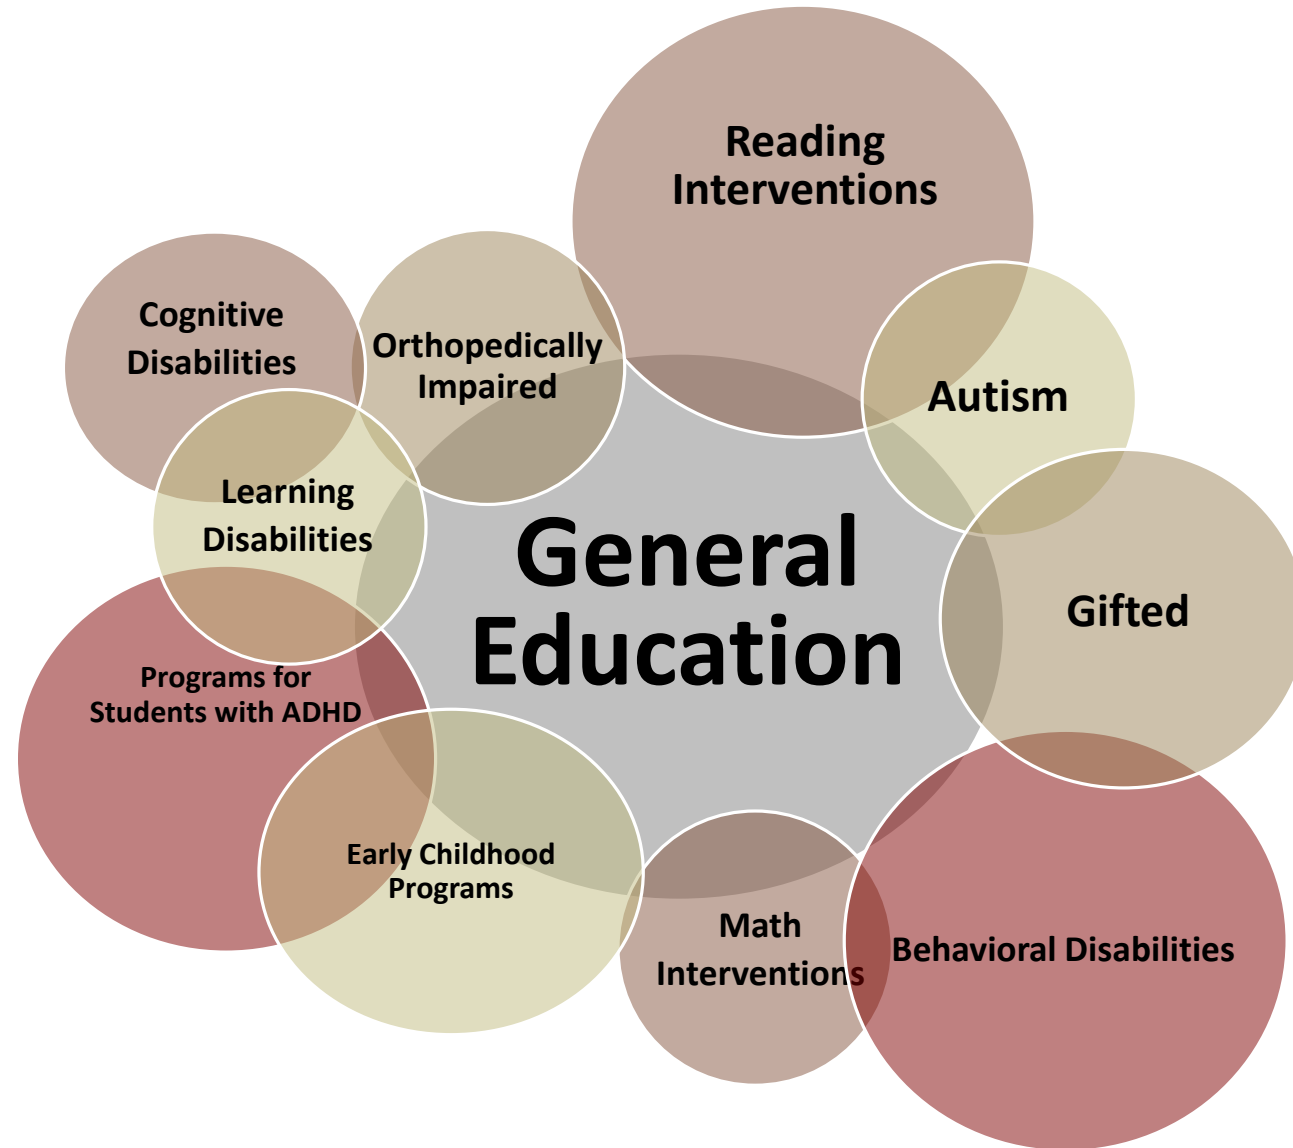 Reading
Interventions
Cognitive
Disabilities
Orthopedically
Impaired
Autism
Learning
Disabilities
General
Education
Gifted
Programs for
Students with ADHD
Early Childhood
Programs
Math
Interventions
Behavioral Disabilities